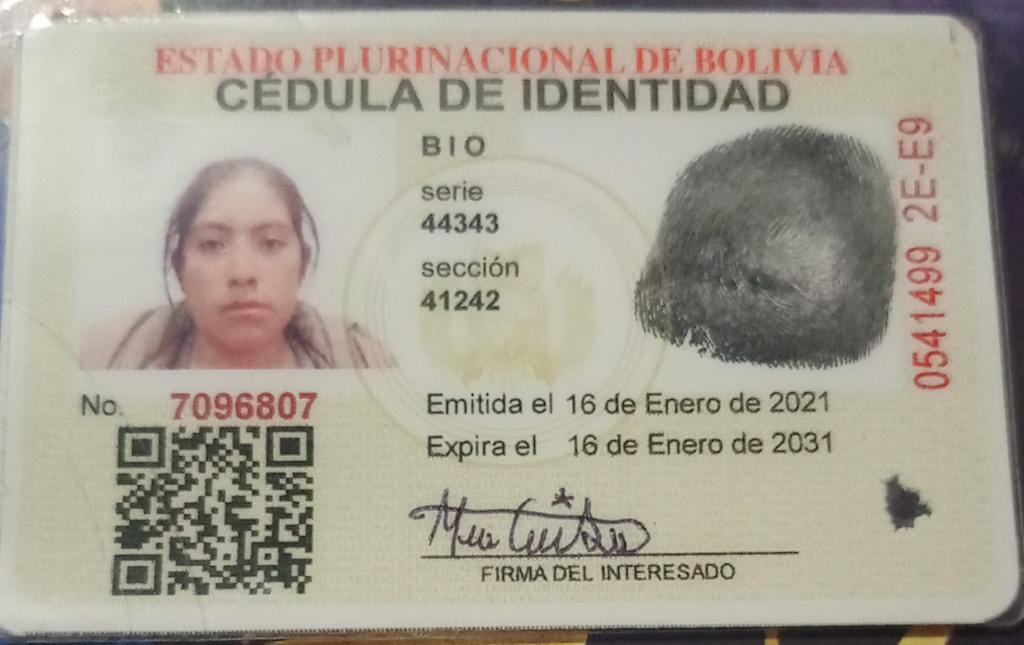 ESTADO PLURINACIONAL DE BOLIVIA
CÉDULA DE IDENTIDAD
BIO
serie
44343
sección
41242
0541499 2E-E9
No. 7096807
Emitida el 16 de Enero de 2021
Expira el 16 de Enero de 2031
FIRMA DEL INTERESADO